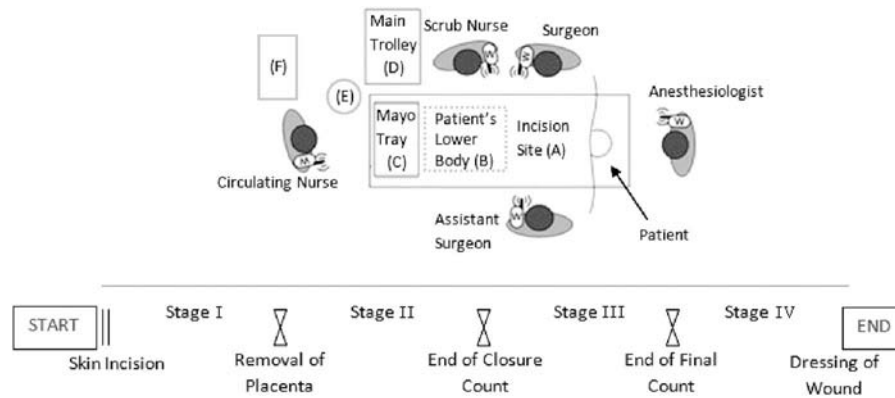 Main
Trolley
(D)
Scrub Nurse
Surgeon
(F)
(E)
Anesthesiologist
Mayo
Tray
(C)
Patient's
Lower
Body (B)
Incision
Site (A)
W
W
W
W
W
Circulating Nurse
Assistant
Surgeon
Patient
START
Stage I
Stage II
Stage III
Stage IV
END
Skin Incision
Removal of
Placenta
End of Closure
Count
End of Final
Count
Dressing of
Wound